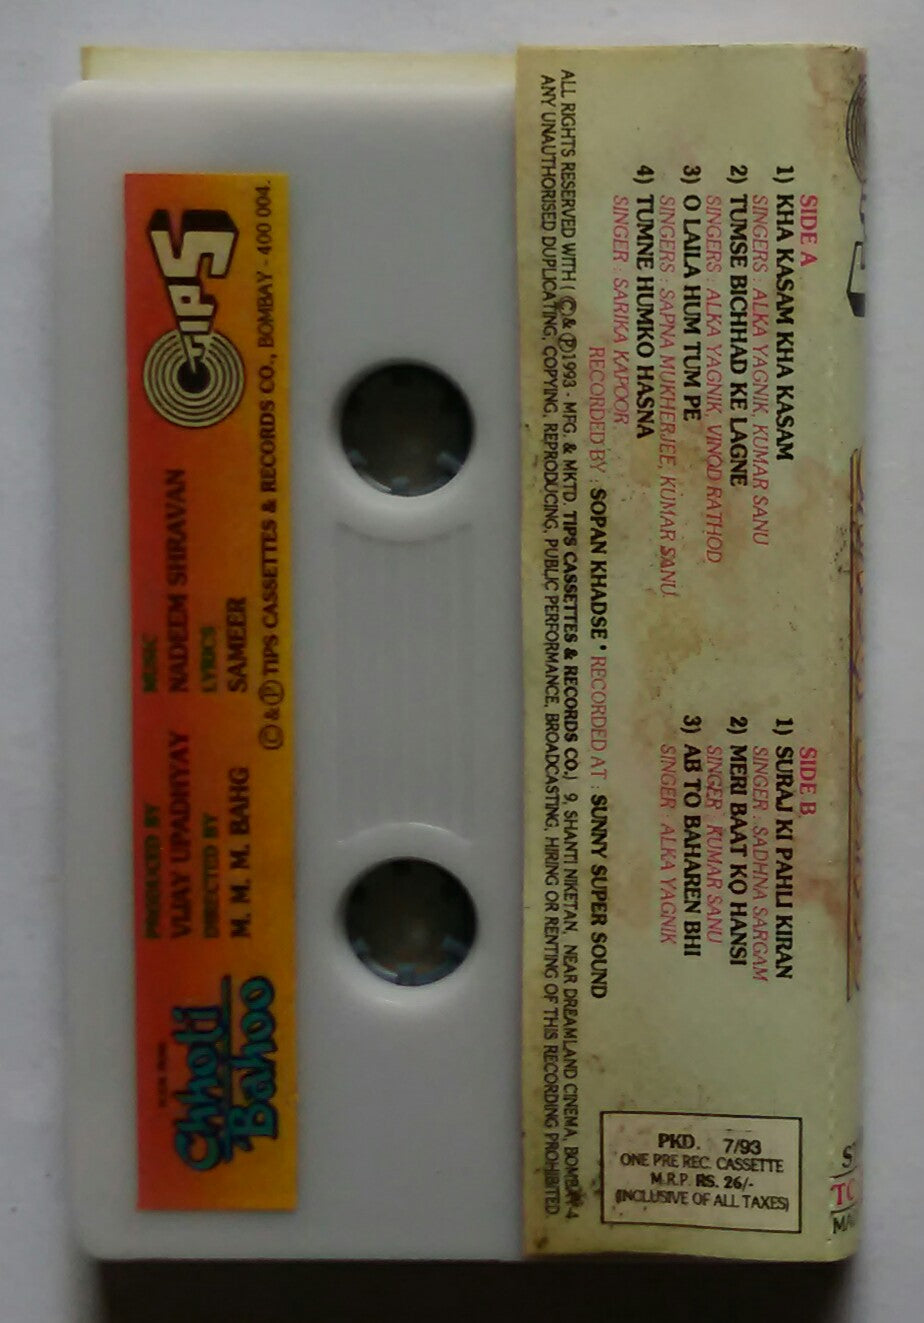 TIPS
© & ℗ TIPS CASSETTES & RECORDS CO., BOMBAY - 400 004.
MUSIC
NADEEM SHRAWAN
LYRICS
SAMEER
PRODUCED BY
VIJAY UPADHYAY
DIRECTED BY
M. M. M. BAHIG
Chhoti
Bahoo
SIDE A
1) KHA KASAM KHA KASAM
SINGERS : ALKA YAGNIK, KUMAR SANU
2) TUMSE BICHHAD KE LAGNE
SINGERS : ALKA YAGNIK, VINOD RATHOD
3) O LAILA HUM TUM PE
SINGERS : SAPNA MUKHERJEE, KUMAR SANU
4) TUMNE HUMKO HASNA
SINGER : SARIKA KAPOOR
SIDE B
1) SURAJ KI PAHLI KIRAN
SINGER : SADHNA SARGAM
2) MERI BAAT KO HANSI
SINGER : KUMAR SANU
3) AB TO BAHAREN BHI
SINGER : ALKA YAGNIK
RECORDED BY : SOPAN KHADSE * RECORDED AT : SUNNY SUPER SOUND
ALL RIGHTS RESERVED WITH ( © & ℗ 1993 - MFG. & MKTD. TIPS CASSETTES & RECORDS CO.) 9, SHANTI NIKETAN, NEAR DREAMLAND CINEMA, BOMBAY-4
ANY UNAUTHORISED DUPLICATING, COPYING, REPRODUCING, PUBLIC PERFORMANCE, BROADCASTING, HIRING OR RENTING OF THIS RECORDING PROHIBITED.
PKD. 7/93
ONE PRE REC. CASSETTE
M.R.P. RS. 26/-
(INCLUSIVE OF ALL TAXES)